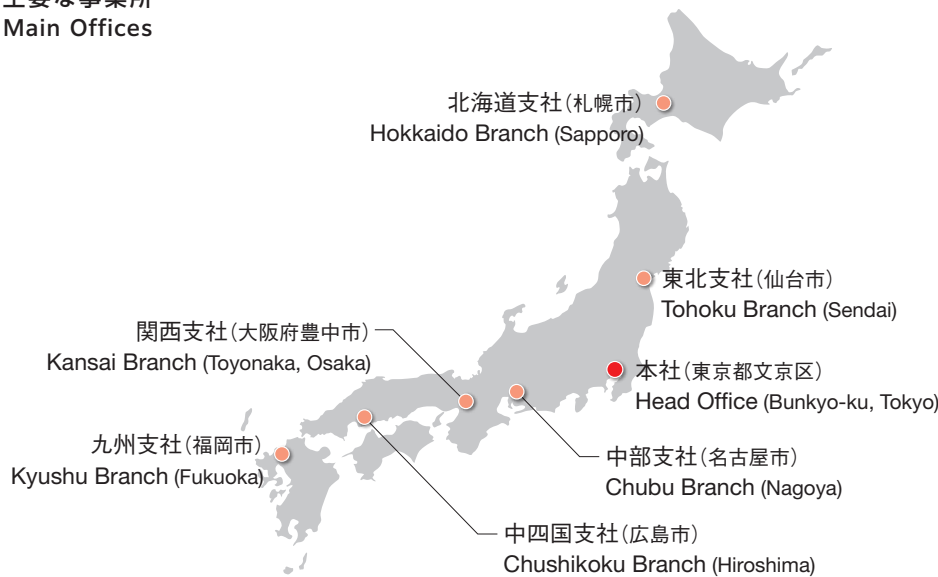 主要な事業所
Main Offices
北海道支社(札幌市)
Hokkaido Branch (Sapporo)
東北支社(仙台市)
Tohoku Branch (Sendai)
関西支社(大阪府豊中市)
Kansai Branch (Toyonaka, Osaka)
本社(東京都文京区)
Head Office (Bunkyo-ku, Tokyo)
九州支社(福岡市)
Kyushu Branch (Fukuoka)
中部支社(名古屋市)
Chubu Branch (Nagoya)
中四国支社(広島市)
Chushikoku Branch (Hiroshima)